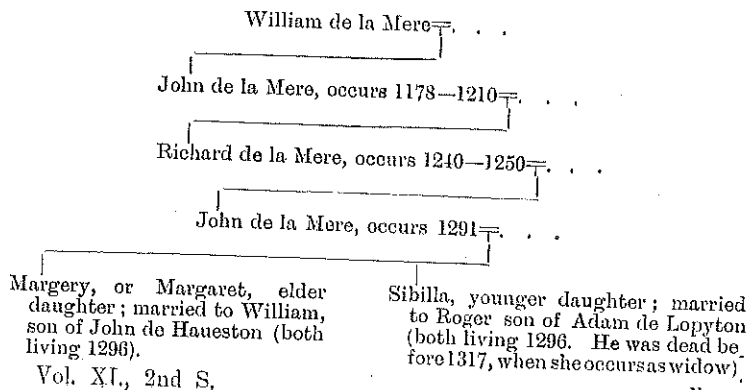 William de la Mere . . .
John de la Mere, occurs 1178—1210 . . .
Richard de la Mere, occurs 1240—1250 . . .
John de la Mere, occurs 1291 . . .
Margery, or Margaret, elder
daughter; married to William,
son of John de Haueston (both
living 1296).
Sibilla, younger daughter; married
to Roger son of Adam de Lopyton
(both living 1296. He was dead be-
fore 1317, when she occurs as widow)
Vol. XI., 2nd S.